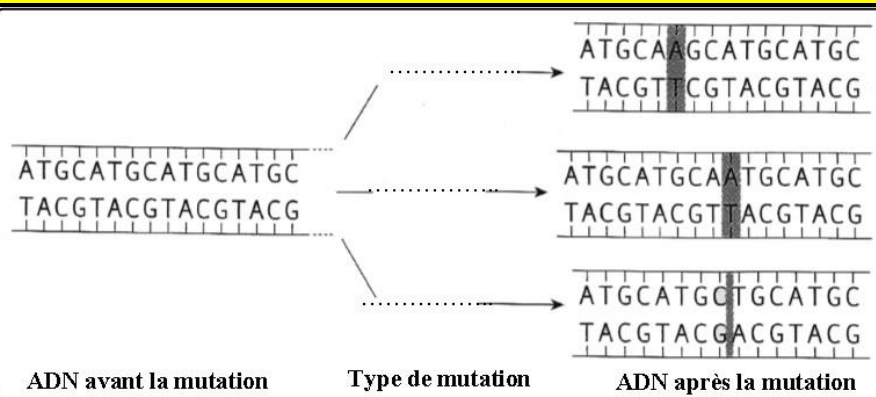 ATGCAAGCATGCATGC
TACGTTCGTACGTACG
ATGCATGCATGCATGC
TACGTACGTACGTACG
ATGCATGCAATGCATGC
TACGTACGTTACGTACG
ATGCATGCTGCATGC
TACGTACGACGTACG
ADN avant la mutation
Type de mutation
ADN après la mutation